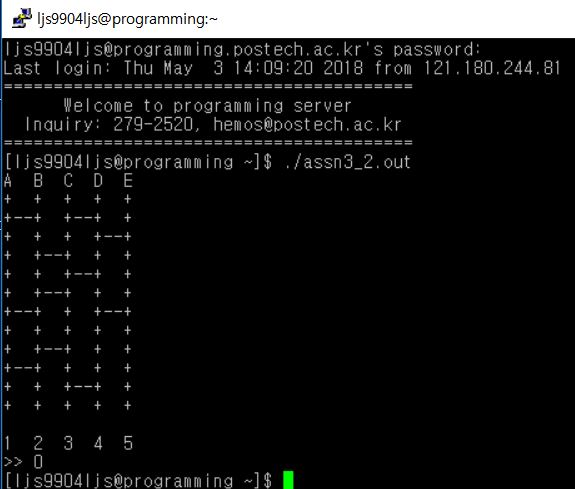 ljs9904ljs@programming:~
ljs9904ljs@programming.postech.ac.kr's password:
Last login: Thu May  3 14:09:20 2018 from 121.180.244.81
=========================================
      Welcome to programming server
  Inquiry: 279-2520, hemos@postech.ac.kr
=========================================
[ljs9904ljs@programming ~]$ ./assn3_2.out
A  B  C  D  E
+  +  +  +  +
+--+  +--+  +
+  +  +  +--+
+  +--+  +  +
+  +  +--+  +
+  +--+  +  +
+--+  +--+  +
+  +  +  +  +
+  +--+  +  +
+--+  +  +  +
+  +  +--+  +
+  +  +  +  +
1  2  3  4  5
>> 0
[ljs9904ljs@programming ~]$